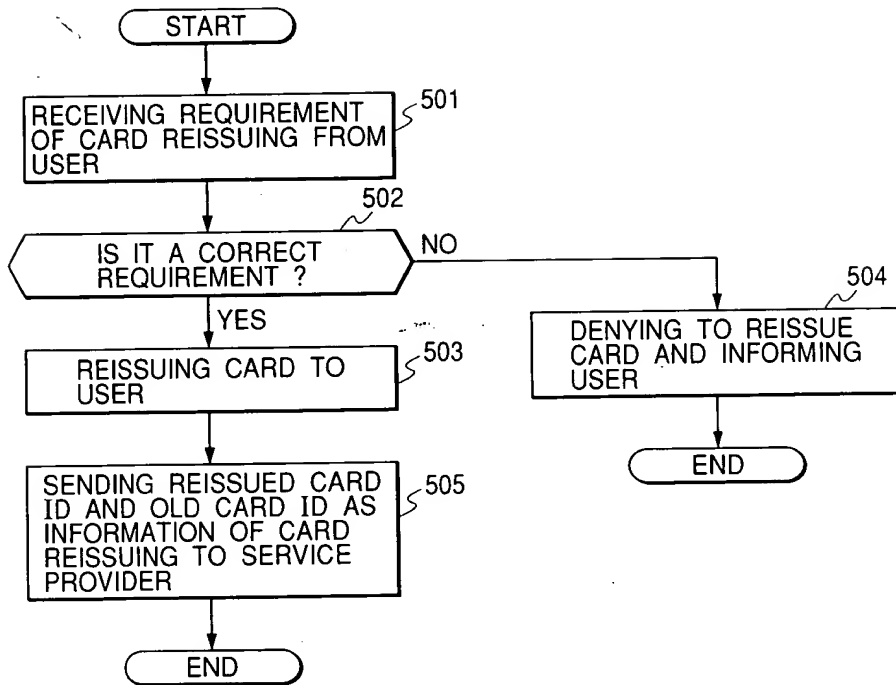 START
RECEIVING REQUIREMENT
OF CARD REISSUING FROM
USER
501
502
IS IT A CORRECT
REQUIREMENT ?
NO
YES
504
DENYING TO REISSUE
CARD AND INFORMING
USER
REISSUING CARD TO
USER
503
END
SENDING REISSUED CARD
ID AND OLD CARD ID AS
INFORMATION OF CARD
REISSUING TO SERVICE
PROVIDER
505
END